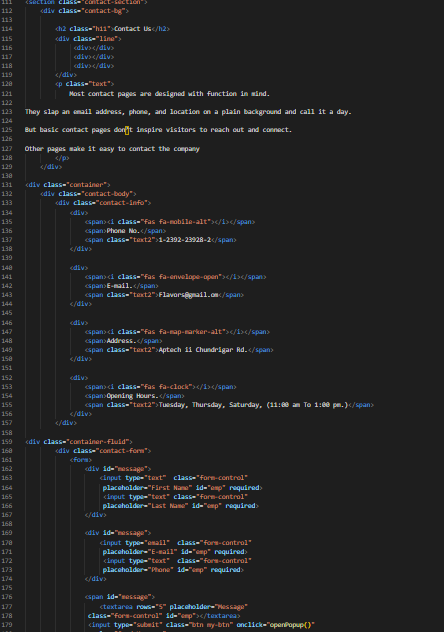 111 <section class="contact-section">
112 <div class="contact-bg">
113
114 <h2 class="h11">Contact Us</h2>
115 <div class="line">
116 <div></div>
117 <div></div>
118 <div></div>
119 </div>
120 <p class="text">
121 Most contact pages are designed with function in mind.
122
123 They slap an email address, phone, and location on a plain background and call it a day.
124
125 But basic contact pages don't inspire visitors to reach out and connect.
126
127 Other pages make it easy to contact the company
128 </p>
129 </div>
130
131 <div class="container">
132 <div class="contact-body">
133 <div class="contact-info">
134 <div>
135 <span><i class="fas fa-mobile-alt"></i></span>
136 <span>Phone No.</span>
137 <span class="text2">1-2392-23928-2</span>
138 </div>
139
140 <div>
141 <span><i class="fas fa-envelope-open"></i></span>
142 <span>E-mail.</span>
143 <span class="text2">Flavors@gmail.om</span>
144 </div>
145
146 <div>
147 <span><i class="fas fa-map-marker-alt"></i></span>
148 <span>Address.</span>
149 <span class="text2">Aptech ii Chundrigar Rd.</span>
150 </div>
151
152 <div>
153 <span><i class="fas fa-clock"></i></span>
154 <span>Opening Hours.</span>
155 <span class="text2">Tuesday, Thursday, Saturday, (11:00 am To 1:00 pm.)</span>
156 </div>
157 </div>
158
159 <div class="container-fluid">
160 <div class="contact-form">
161 <form>
162 <div id="message">
163 <input type="text" class="form-control"
164 placeholder="First Name" id="emp" required>
165 <input type="text" class="form-control"
166 placeholder="Last Name" id="emp" required>
167 </div>
168
169 <div id="message">
170 <input type="email" class="form-control"
171 placeholder="E-mail" id="emp" required>
172 <input type="text" class="form-control"
173 placeholder="Phone" id="emp" required>
174 </div>
175
176 <span id="message">
177 <textarea rows="5" placeholder="Message"
178 class="form-control" id="emp"></textarea>
179 <input type="submit" class="btn my-btn" onclick="openPopup()"